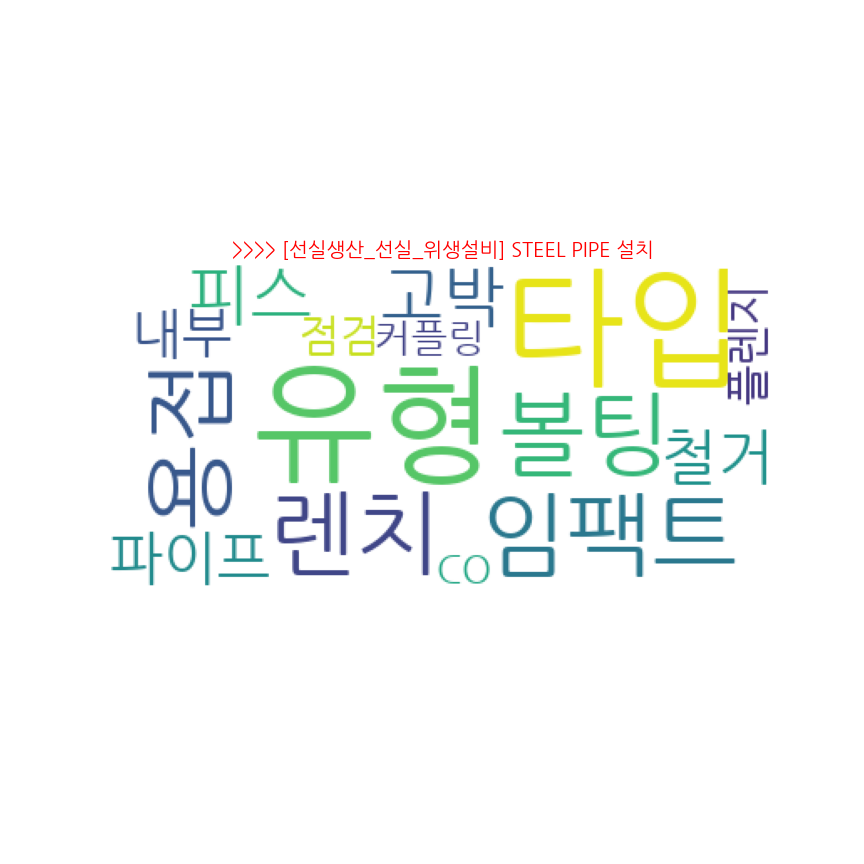 >>>> [선실생산_선실_위생설비] STEEL PIPE 설치
피스
고박
타입
내부
점검
커플링
플렌지
용접
유형
볼팅
철거
파이프
렌치
CO
임팩트